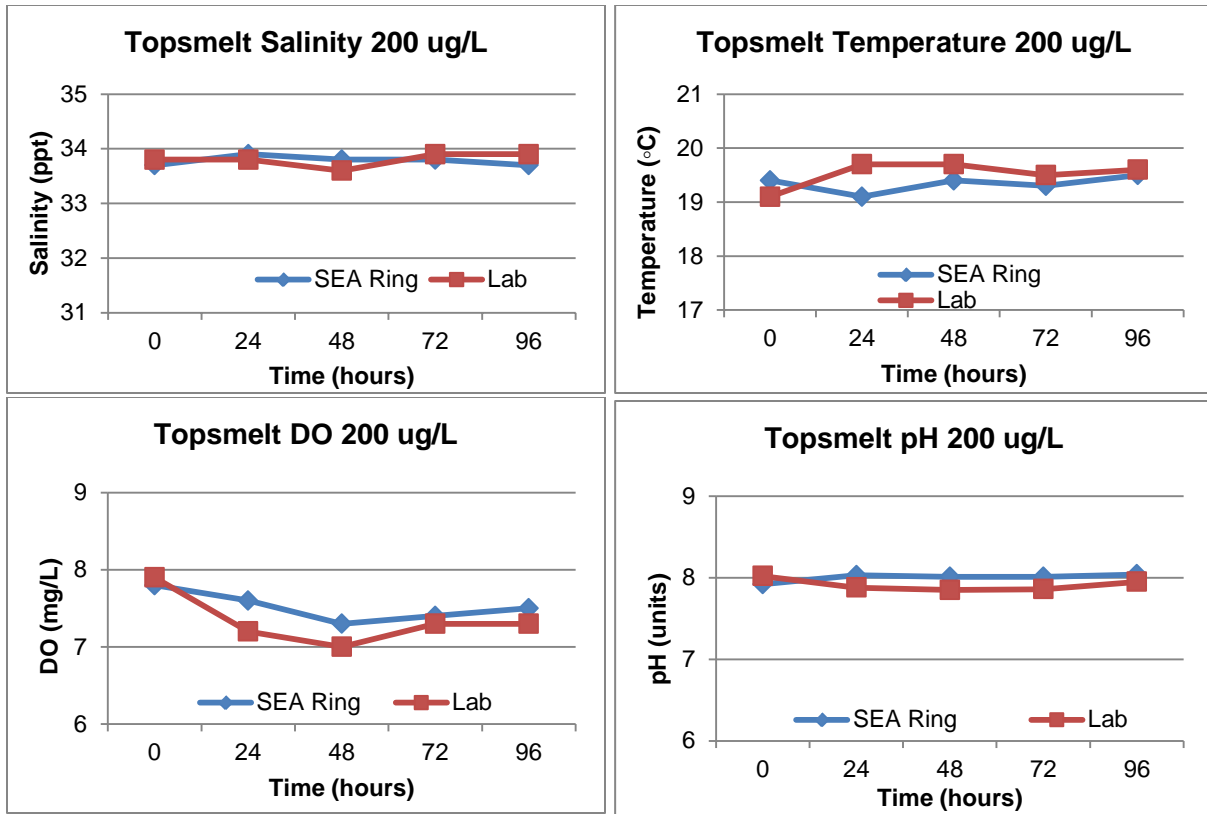 Topsmelt Salinity 200 ug/L
35
34
33
32
31
Salinity (ppt)
SEA Ring Lab
0 24 48 72 96
Time (hours)
Topsmelt Temperature 200 ug/L
21
20
19
18
17
Temperature (◦C)
SEA Ring
Lab
0 24 48 72 96
Time (hours)
Topsmelt DO 200 ug/L
9
8
7
6
DO (mg/L)
SEA Ring Lab
0 24 48 72 96
Time (hours)
Topsmelt pH 200 ug/L
9
8
7
6
pH (units)
SEA Ring Lab
0 24 48 72 96
Time (hours)